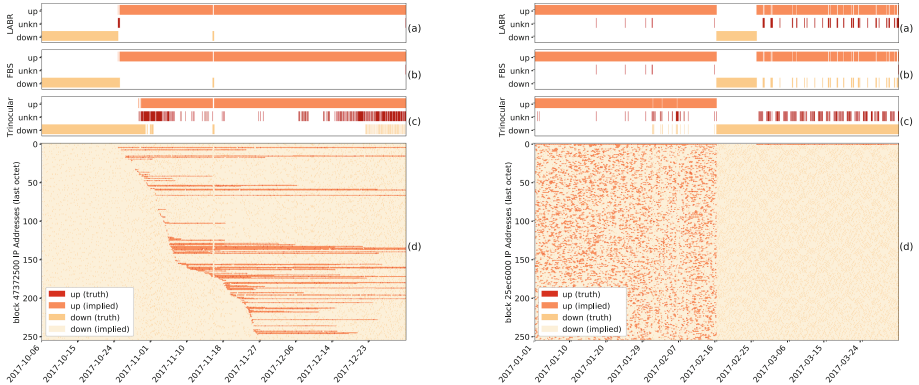 LABR
up
unkn
down
(a)
FBS
up
unkn
down
(b)
Trinocular
up
unkn
down
(c)
block 47372500 IP Addresses (last octet)
0
50
100
150
200
250
(d)
up (truth)
up (implied)
down (truth)
down (implied)
2017-10-06
2017-10-15
2017-10-24
2017-11-01
2017-11-10
2017-11-18
2017-11-27
2017-12-06
2017-12-14
2017-12-23
LABR
up
unkn
down
(a)
FBS
up
unkn
down
(b)
Trinocular
up
unkn
down
(c)
block 25ec6000 IP Addresses (last octet)
0
50
100
150
200
250
(d)
up (truth)
up (implied)
down (truth)
down (implied)
2017-01-01
2017-01-10
2017-01-20
2017-01-29
2017-02-07
2017-02-16
2017-02-25
2017-03-06
2017-03-15
2017-03-24